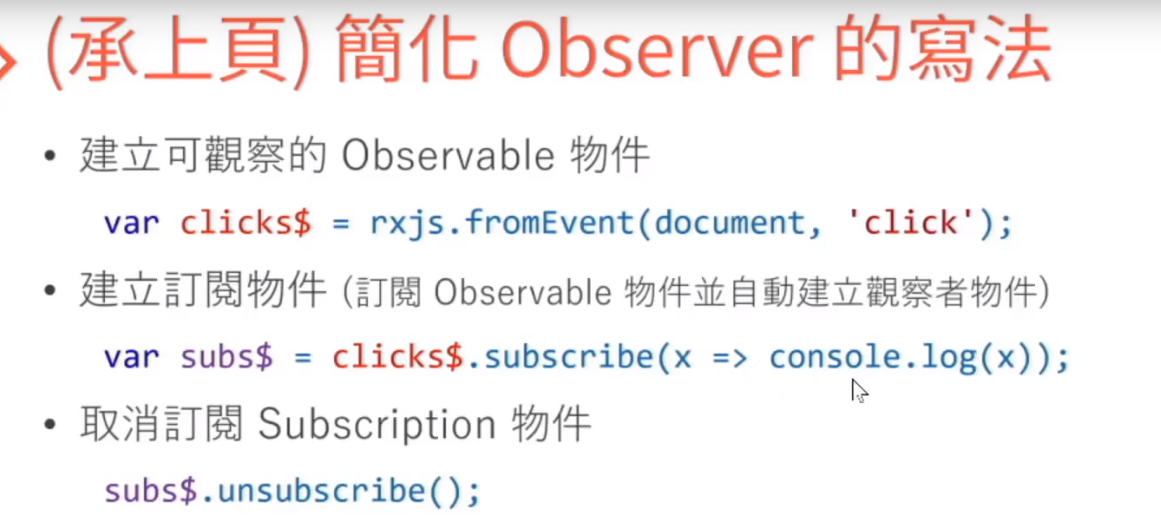 (承上頁) 簡化 Observer 的寫法
• 建立可觀察的 Observable 物件
var clicks$ = rxjs.fromEvent(document, 'click');
• 建立訂閱物件 (訂閱 Observable 物件並自動建立觀察者物件)
var subs$ = clicks$.subscribe(x => console.log(x));
• 取消訂閱 Subscription 物件
subs$.unsubscribe();